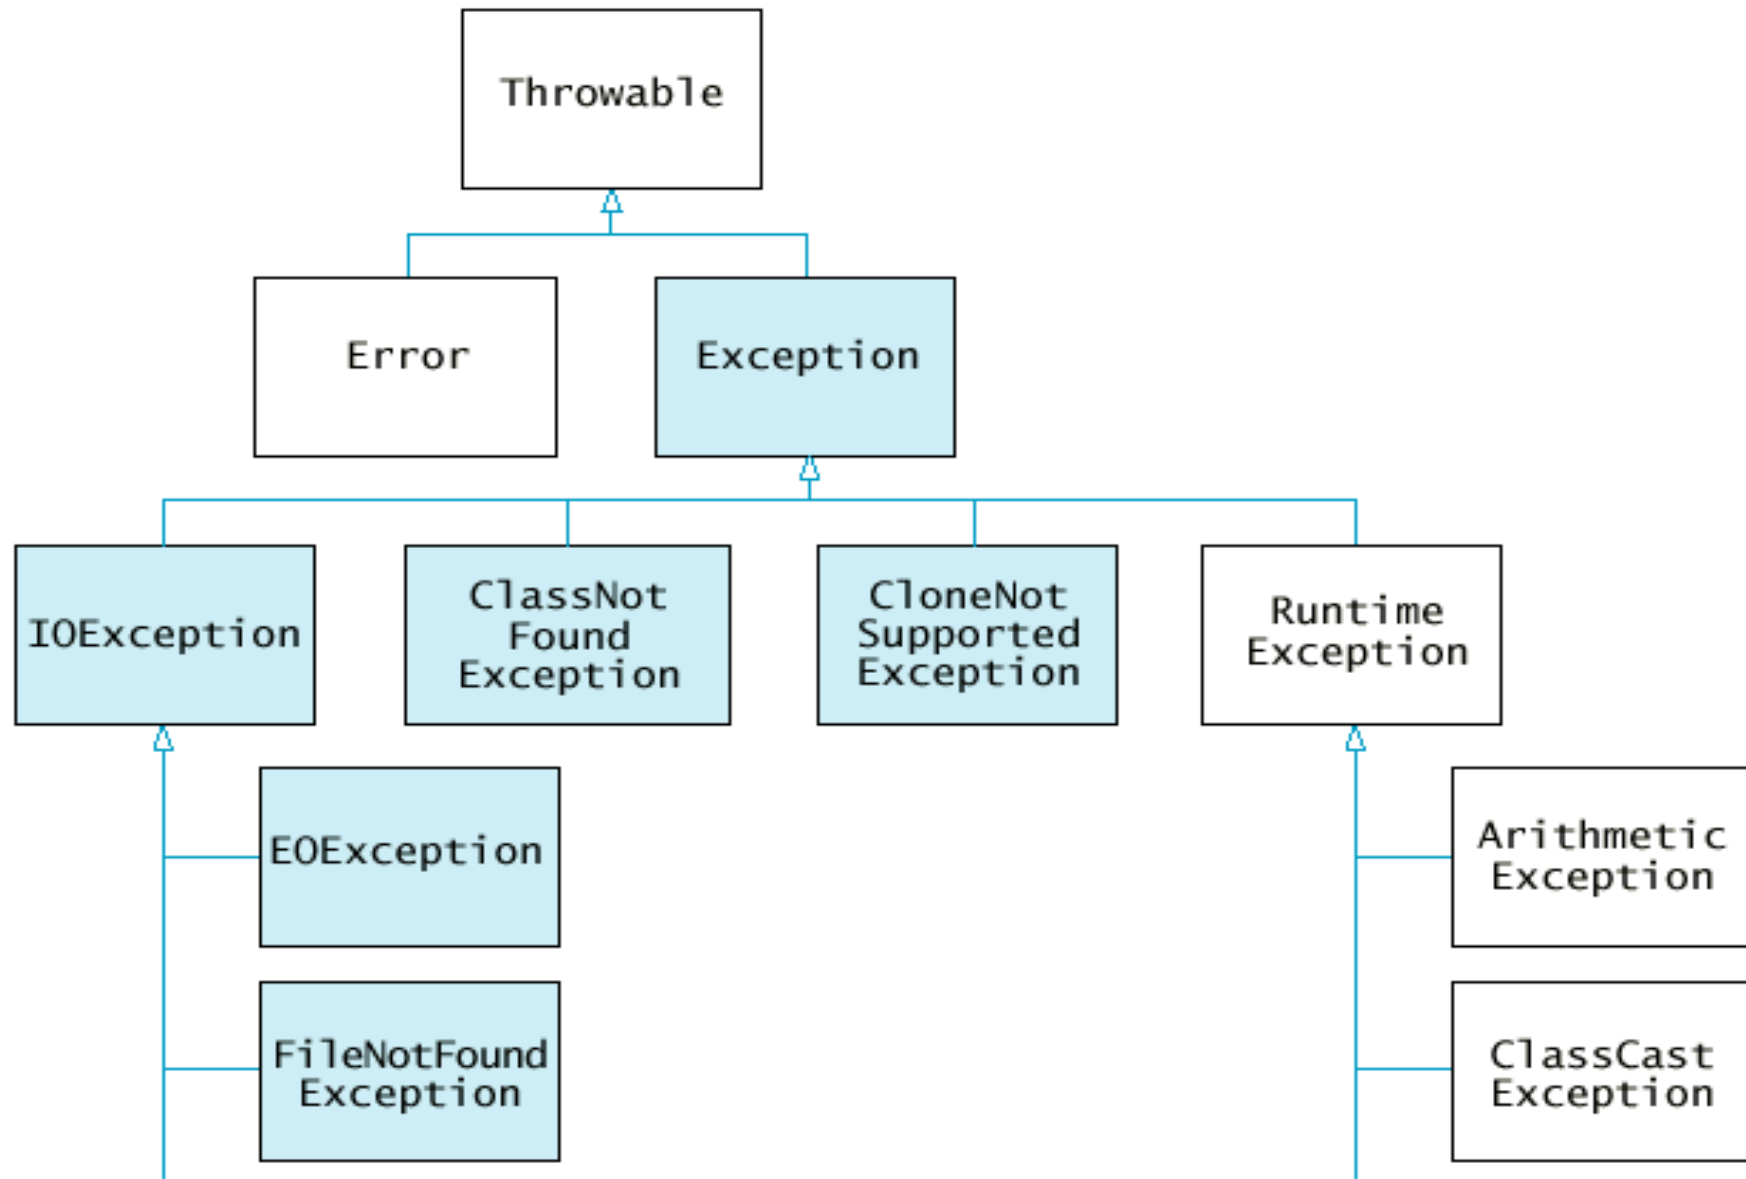 Throwable
Error
Exception
IOException
ClassNot
Found
Exception
CloneNot
Supported
Exception
Runtime
Exception
EOException
Arithmetic
Exception
FileNotFound
Exception
ClassCast
Exception